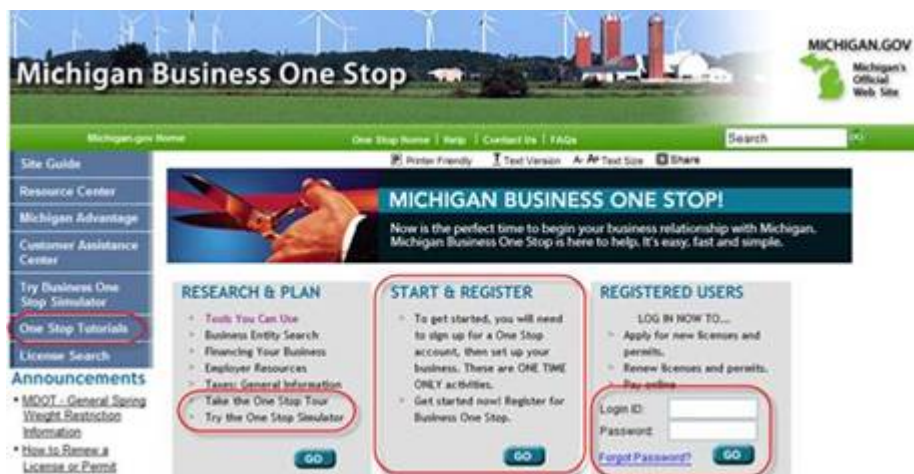 Michigan Business One Stop
MICHIGAN.GOV
Michigan's
Official
Web Site
Michigan.gov Home
One Stop Home | Help | Contact Us | FAQs
Search
GO
Printer Friendly
Text Version
A- A+ Text Size
Share
Site Guide
Resource Center
Michigan Advantage
Customer Assistance
Center
Try Business One
Stop Simulator
One Stop Tutorials
License Search
Announcements
• MDOT - General Spring
Weight Restriction
Information
• How to Renew a
License or Permit
MICHIGAN BUSINESS ONE STOP!
Now is the perfect time to begin your business relationship with Michigan.
Michigan Business One Stop is here to help. It's easy, fast and simple.
RESEARCH & PLAN
Tools You Can Use
Business Entity Search
Financing Your Business
Employer Resources
Taxes: General Information
Take the One Stop Tour
Try the One Stop Simulator
GO
START & REGISTER
To get started, you will need
to sign up for a One Stop
account, then set up your
business. These are ONE TIME
ONLY activities.
Get started now! Register for
Business One Stop.
GO
REGISTERED USERS
LOG IN NOW TO...
Apply for new licenses and
permits.
Renew licenses and permits.
Pay online
Login ID:
Password:
Forgot Password?
GO